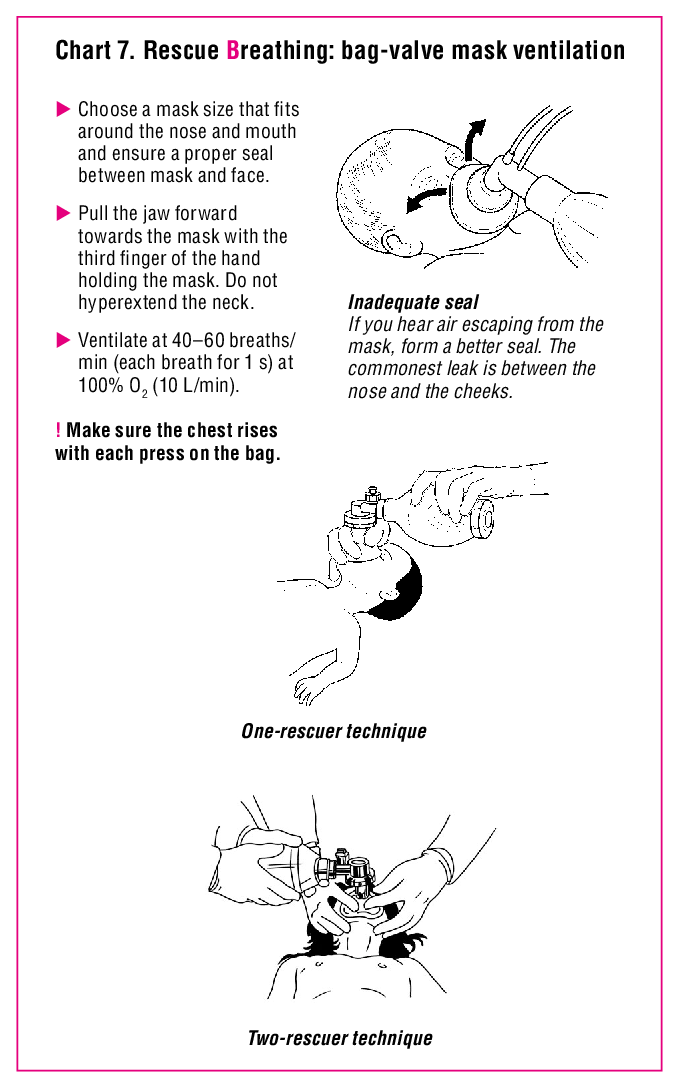 Chart 7. Rescue Breathing: bag-valve mask ventilation
▶ Choose a mask size that fits
around the nose and mouth
and ensure a proper seal
between mask and face.
▶ Pull the jaw forward
towards the mask with the
third finger of the hand
holding the mask. Do not
hyperextend the neck.
▶ Ventilate at 40–60 breaths/
min (each breath for 1 s) at
100% O₂ (10 L/min).
! Make sure the chest rises
with each press on the bag.
Inadequate seal
If you hear air escaping from the
mask, form a better seal. The
commonest leak is between the
nose and the cheeks.
One-rescuer technique
Two-rescuer technique